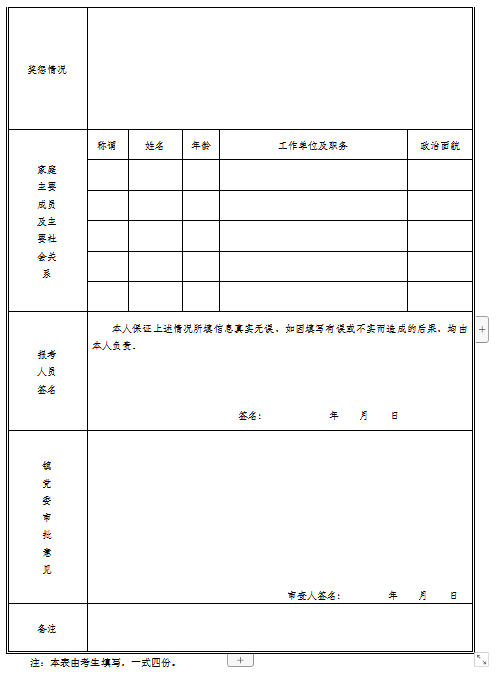 奖惩情况
称谓 姓名 年龄 工作单位及职务 政治面貌
家庭
主要
成员
及主
要社
会关
系
本人保证上述情况所填信息真实无误，如因填写有误或不实而造成的后果，均由
本人负责．
报考
人员
签名
签名： 年 月 日
镇
党
委
审
批
意
见
审查人签名： 年 月 日
备注
注：本表由考生填写，一式四份。